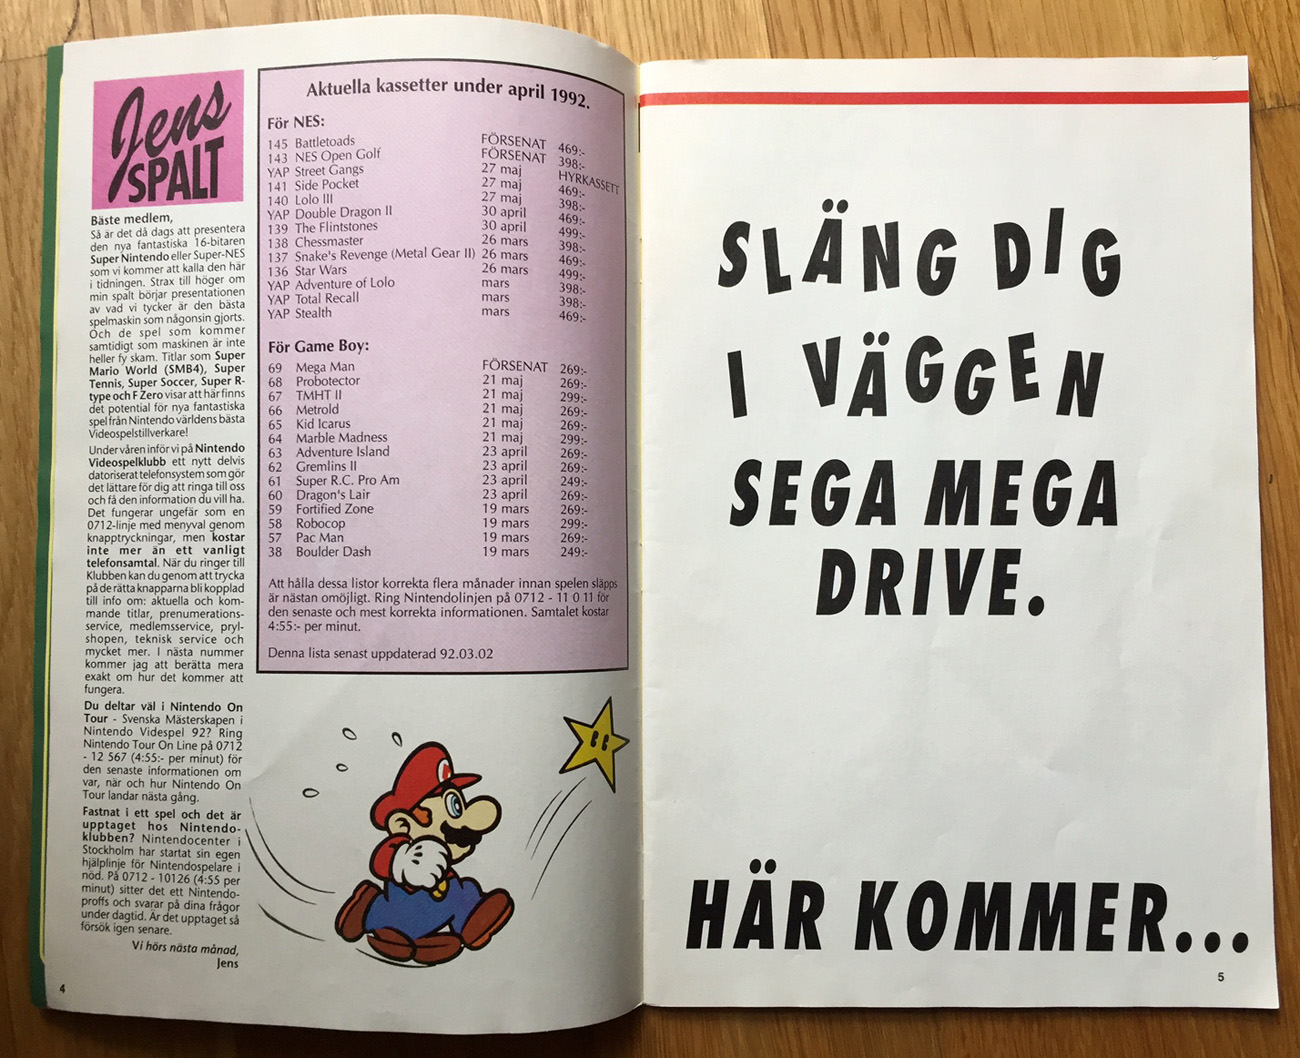 Jens
SPALT
Bäste medlem,
Så är det då dags att presentera
den nya fantastiska 16-bitaren
Super Nintendo eller Super-NES
som vi kommer att kalla den här
i tidningen. Strax till höger om
min spalt börjar presentationen
av vad vi tycker är den bästa
spelmaskin som någonsin gjorts.
Och de spel som kommer
samtidigt som maskinen är inte
heller fy skam. Titlar som Super
Mario World (SMB4), Super
Tennis, Super Soccer, Super R-
type och F Zero visar att här finns
det potential för nya fantastiska
spel från Nintendo världens bästa
Videospelstillverkare!
Under våren inför vi på Nintendo
Videospelklubb ett nytt delvis
datoriserat telefonsystem som gör
det lättare för dig att ringa till oss
och få den information du vill ha.
Det fungerar ungefär som en
0712-linje med menyval genom
knapptryckningar, men kostar
inte mer än ett vanligt
telefonsamtal. När du ringer till
Klubben kan du genom att trycka
på de rätta knapparna bli kopplad
till info om: aktuella och kom-
mande titlar, prenumerations-
service, medlemsservice, pryl-
shopen, teknisk service och
mycket mer. I nästa nummer
kommer jag att berätta mera
exakt om hur det kommer att
fungera.
Du deltar väl i Nintendo On
Tour - Svenska Mästerskapen i
Nintendo Videspel 92? Ring
Nintendo Tour On Line på 0712
- 12 567 (4:55:- per minut) för
den senaste informationen om
var, när och hur Nintendo On
Tour landar nästa gång.
Fastnat i ett spel och det är
upptaget hos Nintendo-
klubben? Nintendocenter i
Stockholm har startat sin egen
hjälplinje för Nintendospelare i
nöd. På 0712 - 10126 (4:55 per
minut) sitter det ett Nintendo-
proffs och svarar på dina frågor
under dagtid. Är det upptaget så
försök igen senare.
Vi hörs nästa månad,
Jens
4
Aktuella kassetter under april 1992.
För NES:
145 Battletoads FÖRSENAT 469:-
143 NES Open Golf FÖRSENAT 398:-
YAP Street Gangs 27 maj HYRKASSETT
141 Side Pocket 27 maj 469:-
140 Lolo III 27 maj 398:-
YAP Double Dragon II 30 april 469:-
139 The Flintstones 30 april 499:-
138 Chessmaster 26 mars 398:-
137 Snake's Revenge (Metal Gear II) 26 mars 469:-
136 Star Wars 26 mars 499:-
YAP Adventure of Lolo mars 398:-
YAP Total Recall mars 398:-
YAP Stealth mars 469:-
För Game Boy:
69 Mega Man FÖRSENAT 269:-
68 Probotector 21 maj 269:-
67 TMHT II 21 maj 269:-
66 Metrold 21 maj 269:-
65 Kid Icarus 21 maj 269:-
64 Marble Madness 21 maj 299:-
63 Adventure Island 23 april 269:-
62 Gremlins II 23 april 269:-
61 Super R.C. Pro Am 23 april 249:-
60 Dragon's Lair 23 april 269:-
59 Fortified Zone 19 mars 269:-
58 Robocop 19 mars 299:-
57 Pac Man 19 mars 269:-
38 Boulder Dash 19 mars 249:-
Att hålla dessa listor korrekta flera månader innan spelen släpps
är nästan omöjligt. Ring Nintendolinjen på 0712 - 11 0 11 för
den senaste och mest korrekta informationen. Samtalet kostar
4:55:- per minut.
Denna lista senast uppdaterad 92.03.02
SLÄNG DIG
I VÄGGEN
SEGA MEGA
DRIVE.
HÄR KOMMER...
5